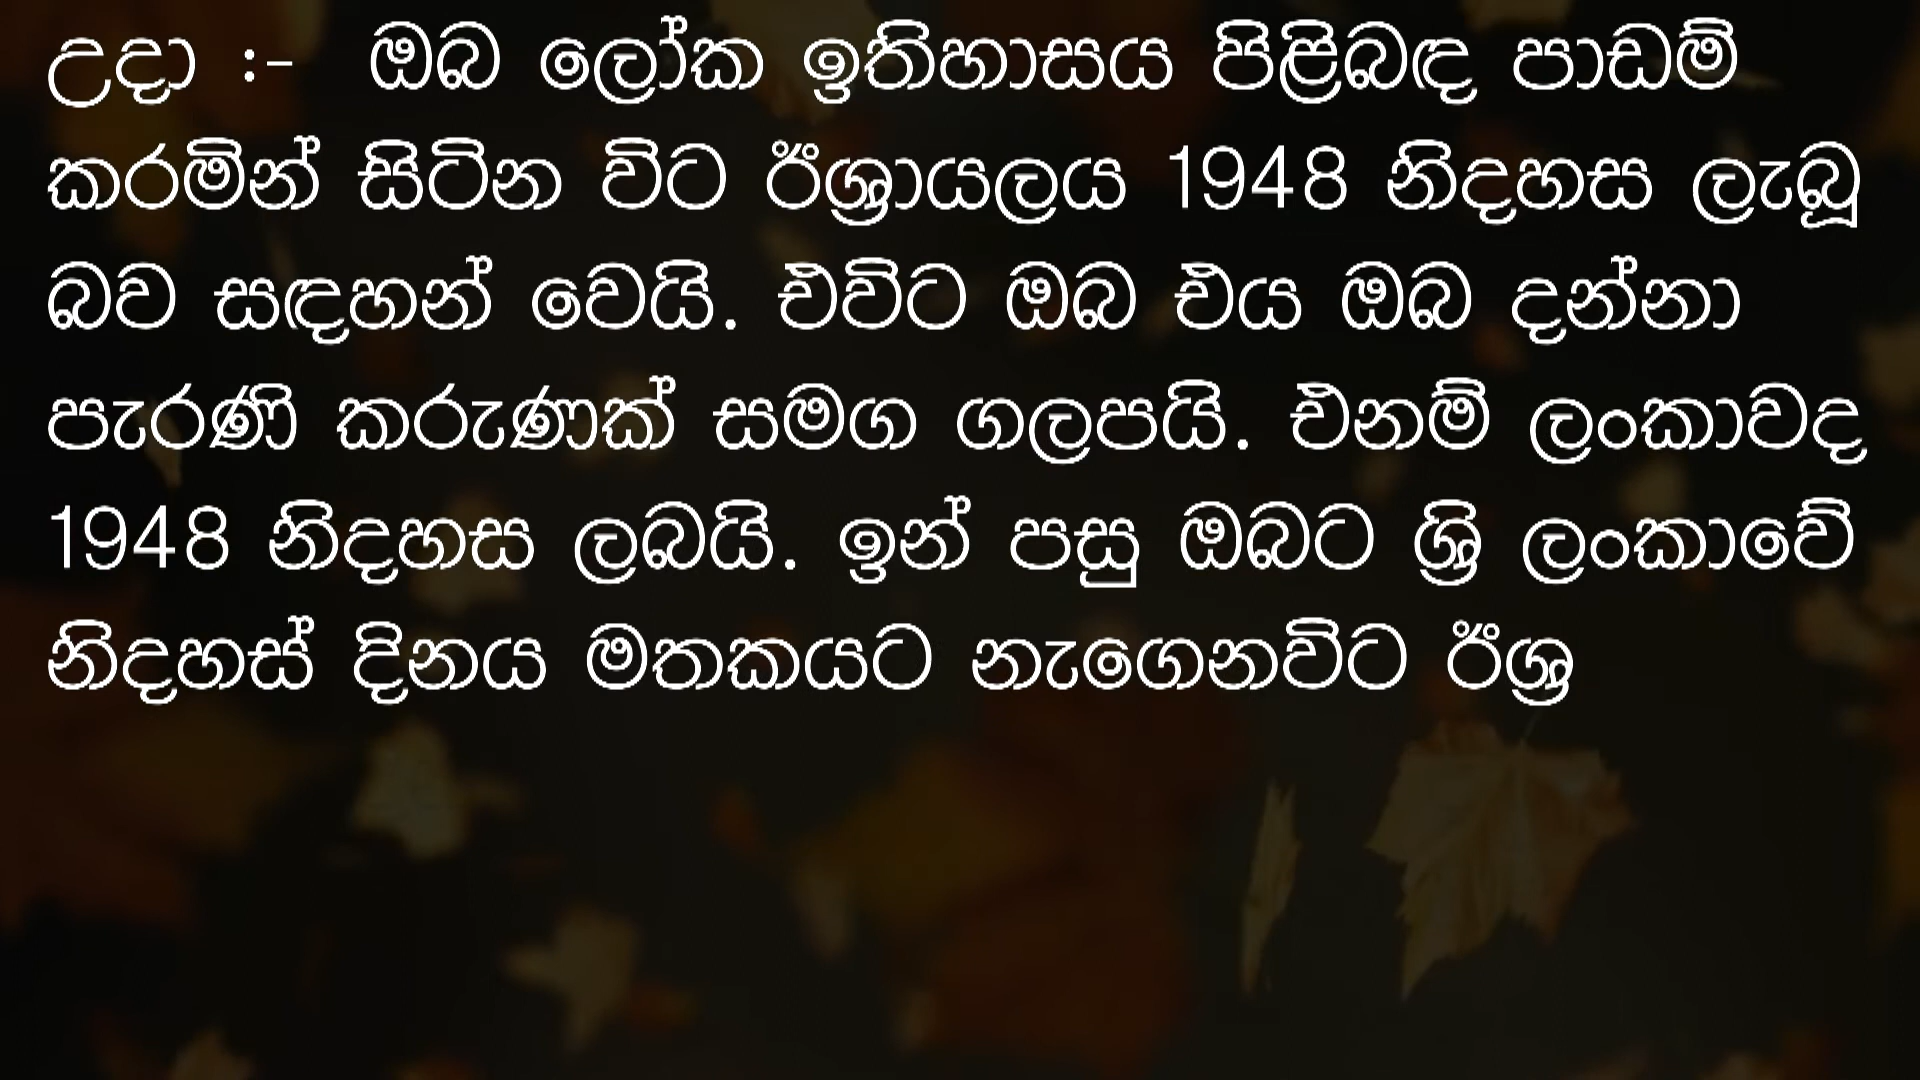 උදා :-  ඔබ ලෝක ඉතිහාසය පිළිබඳ පාඩම්
කරමින් සිටින විට ඊශ්‍රායලය 1948 නිදහස ලැබූ
බව සඳහන් වෙයි. එවිට ඔබ එය ඔබ දන්නා
පැරණි කරුණක් සමග ගලපයි. එනම් ලංකාවද
1948 නිදහස ලබයි. ඉන් පසු ඔබට ශ්‍රි ලංකාවේ
නිදහස් දිනය මතකයට නැගෙනවිට ඊශ්‍ර